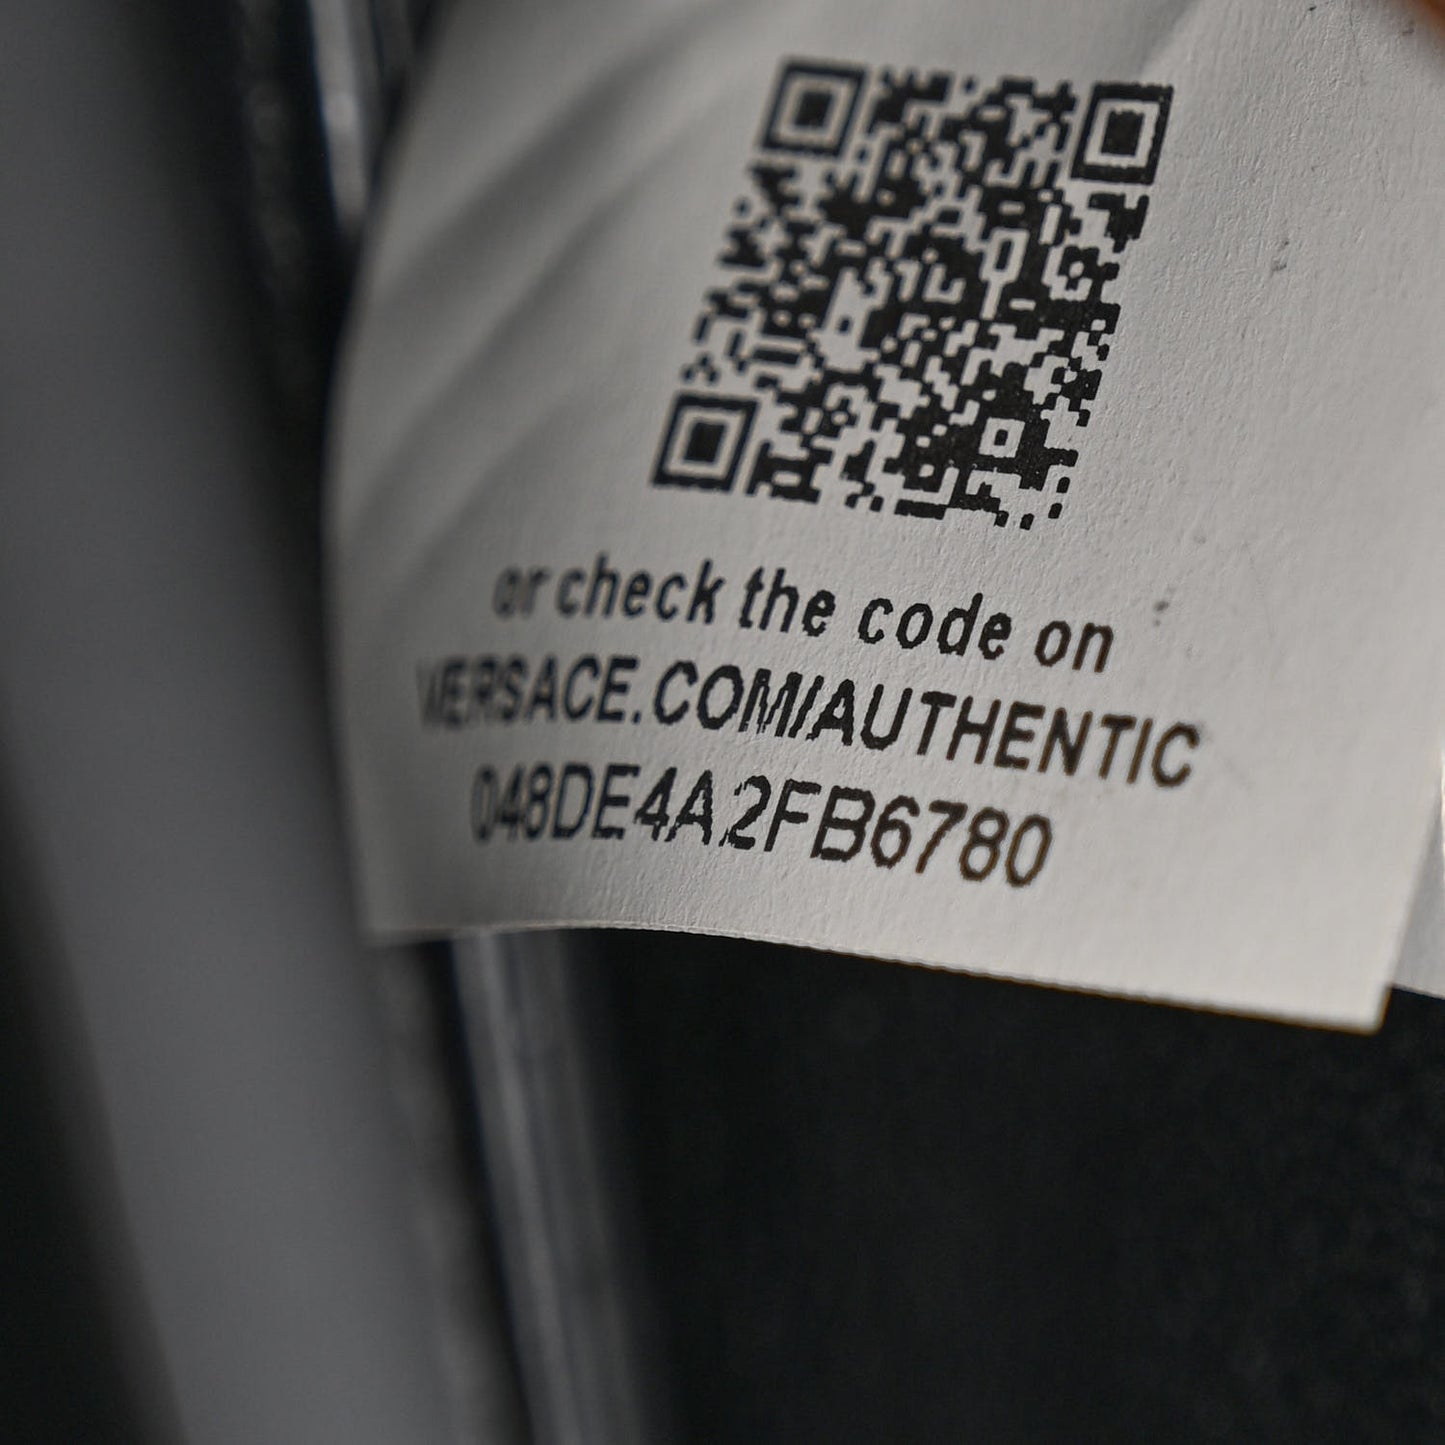 or check the code on
VERSACE.COM/AUTHENTIC
048DE4A2FB6780